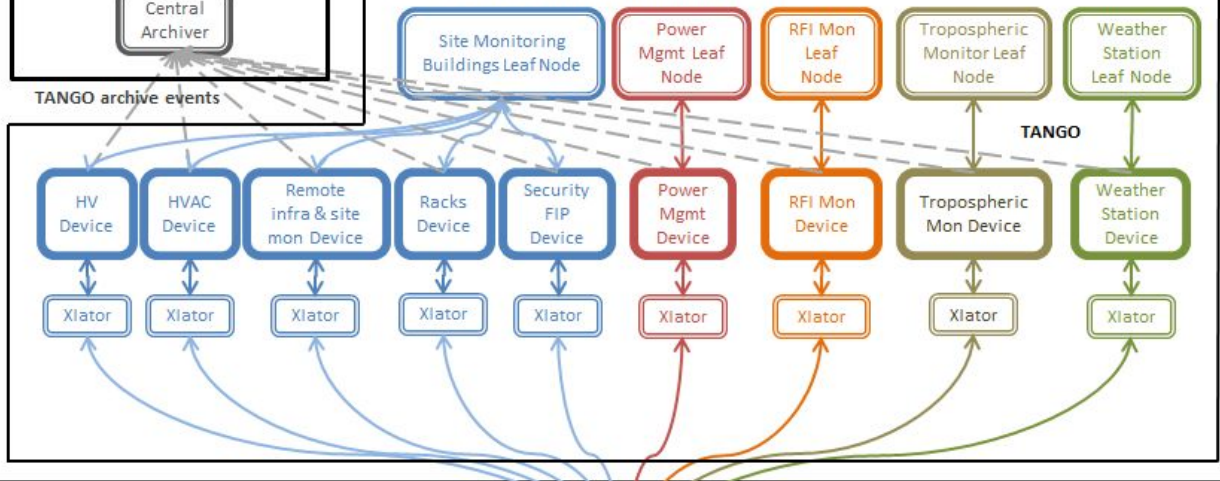 Central
Archiver
Site Monitoring
Buildings Leaf Node
Power
Mgmt Leaf
Node
RFI Mon
Leaf
Node
Tropospheric
Monitor Leaf
Node
Weather
Station
Leaf Node
TANGO archive events
TANGO
HV
Device
HVAC
Device
Remote
infra & site
mon Device
Racks
Device
Security
FIP
Device
Power
Mgmt
Device
RFI Mon
Device
Tropospheric
Mon Device
Weather
Station
Device
Xlator
Xlator
Xlator
Xlator
Xlator
Xlator
Xlator
Xlator
Xlator